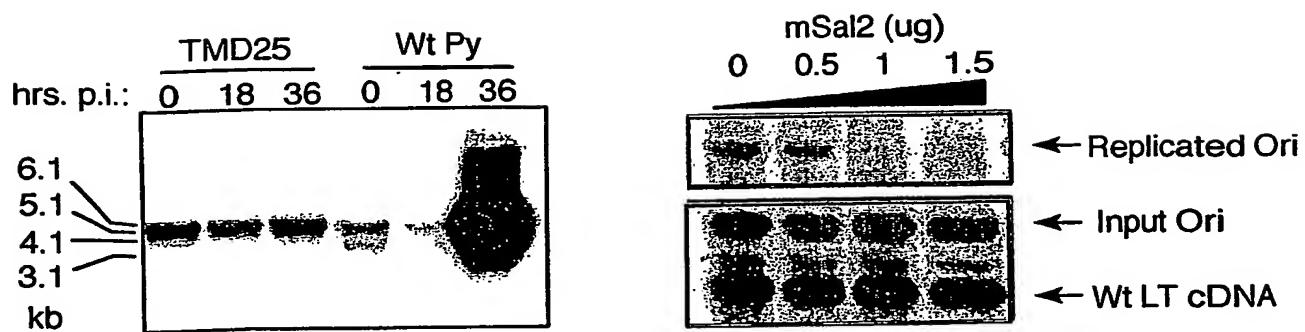 TMD25 Wt Py
hrs. p.i.: 0 18 36 0 18 36
6.1
5.1
4.1
3.1
kb
mSal2 (ug)
0 0.5 1 1.5
Replicated Ori
Input Ori
Wt LT cDNA